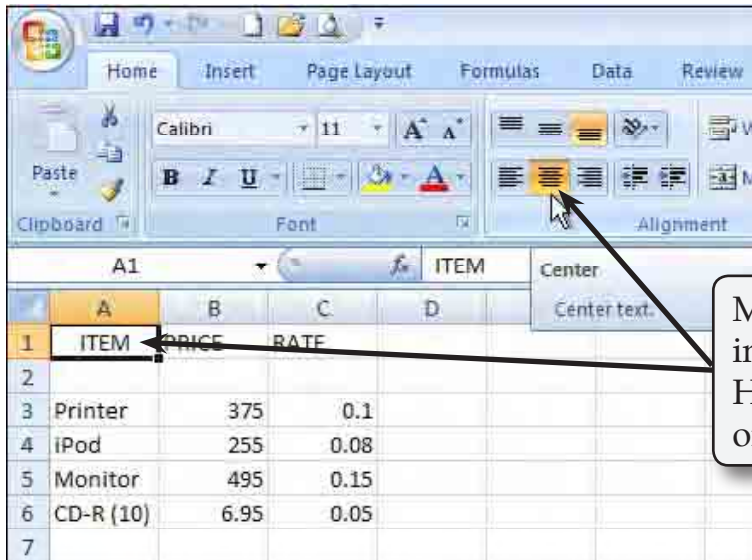 Home Insert Page Layout Formulas Data Review
Calibri 11 A A
Paste B I U A
Clipboard Font Alignment
A1 fx ITEM
Center
Center text.
A B C D
1 ITEM PRICE RATE
2
3 Printer 375 0.1
4 iPod 255 0.08
5 Monitor 495 0.15
6 CD-R (10) 6.95 0.05
7